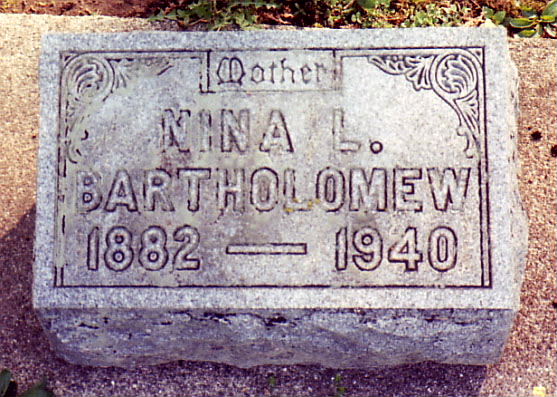 Mother
NINA L.
BARTHOLOMEW
1882 — 1940